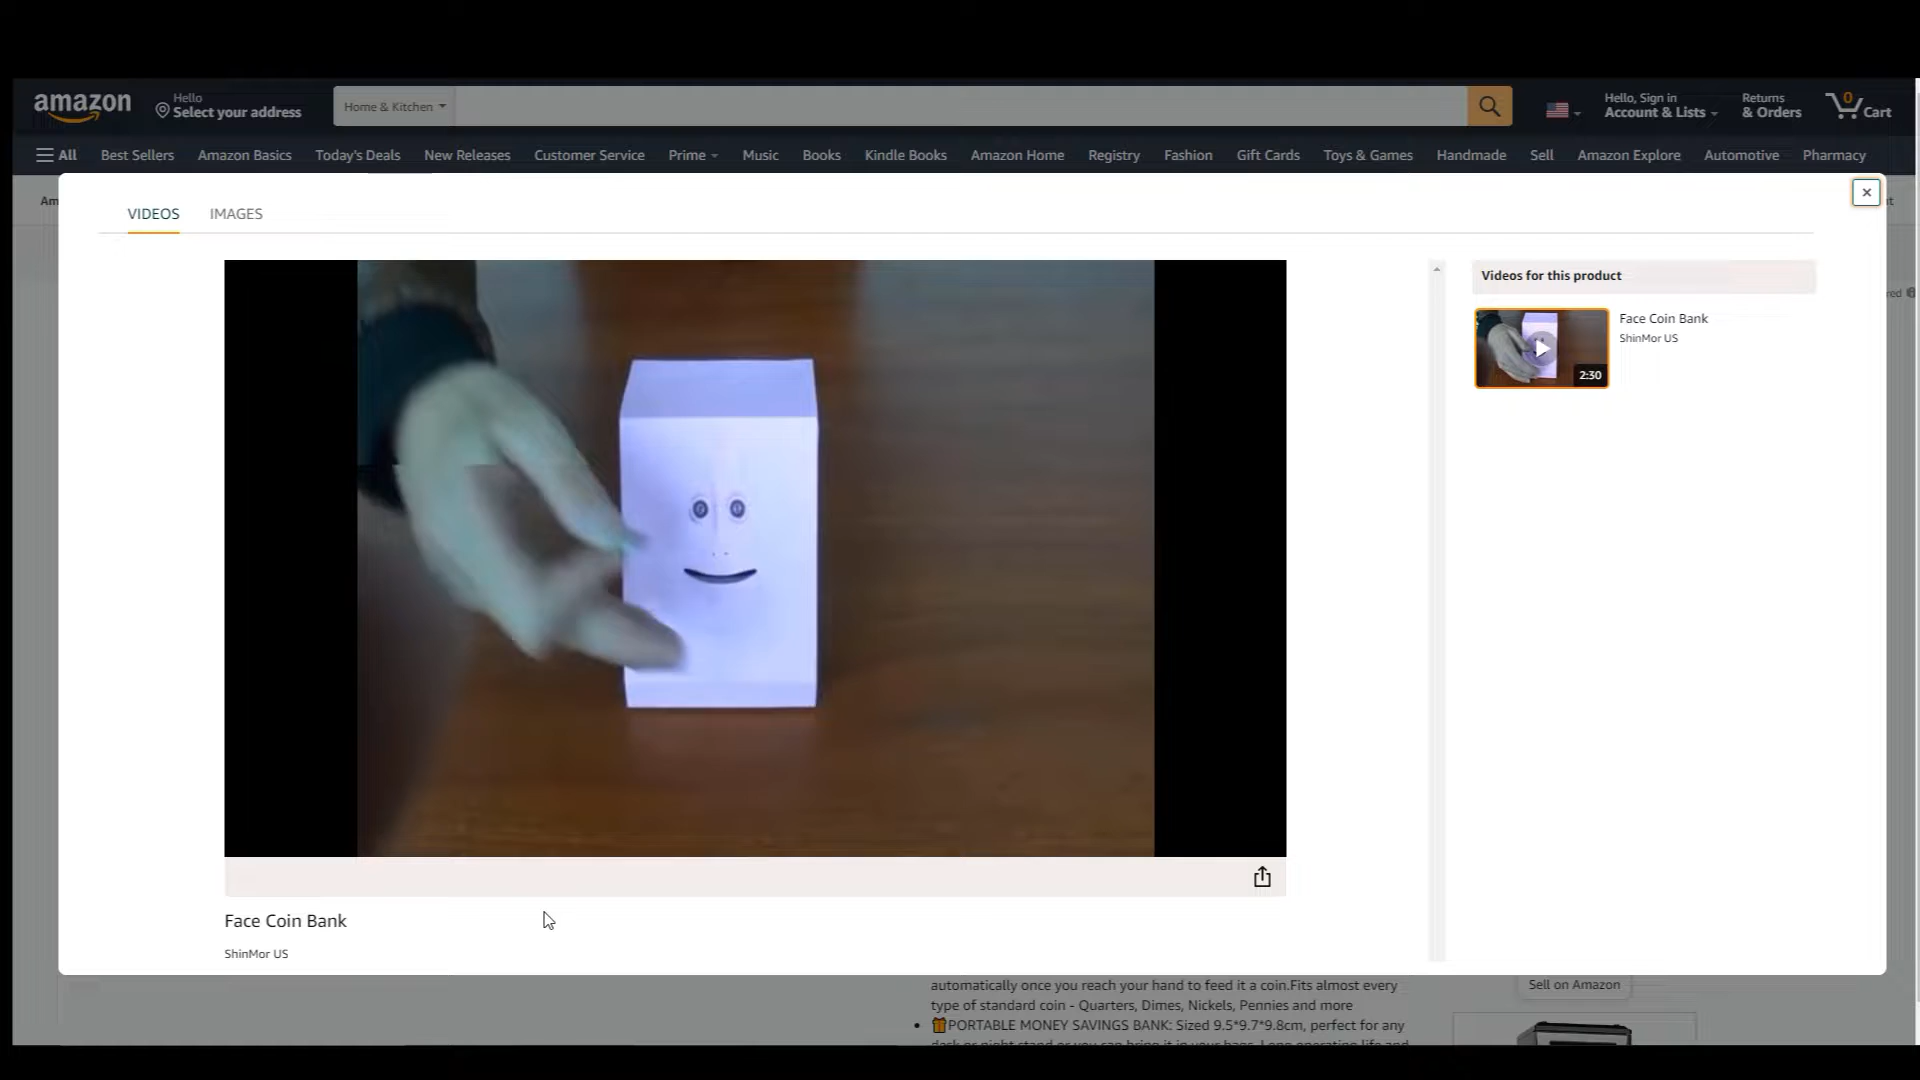 amazon
Hello
Select your address
Home & Kitchen
Hello, Sign in
Account & Lists
Returns
& Orders
0
Cart
All
Best Sellers
Amazon Basics
Today's Deals
New Releases
Customer Service
Prime
Music
Books
Kindle Books
Amazon Home
Registry
Fashion
Gift Cards
Toys & Games
Handmade
Sell
Amazon Explore
Automotive
Pharmacy
Am
VIDEOS
IMAGES
Videos for this product
Face Coin Bank
ShinMor US
2:30
Face Coin Bank
ShinMor US
automatically once you reach your hand to feed it a coin.Fits almost every
type of standard coin - Quarters, Dimes, Nickels, Pennies and more
PORTABLE MONEY SAVINGS BANK: Sized 9.5*9.7*9.8cm, perfect for any
Sell on Amazon